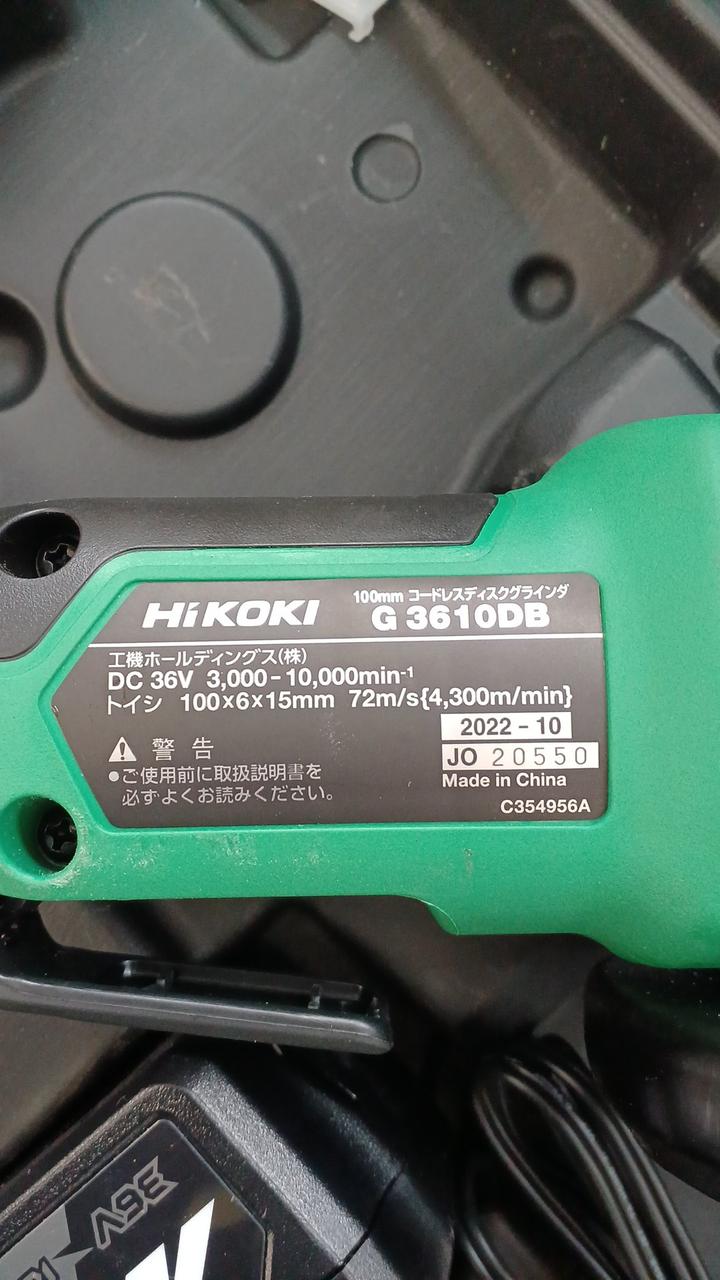 HiKOKI
100mm コードレスディスクグラインダ
G 3610DB
工機ホールディングス(株)
DC 36V 3,000-10,000min⁻¹
トイシ 100×6×15mm 72m/s{4,300m/min}
2022-10
JO 20550
Made in China
C354956A
警告
●ご使用前に取扱説明書を
必ずよくお読みください。
36V